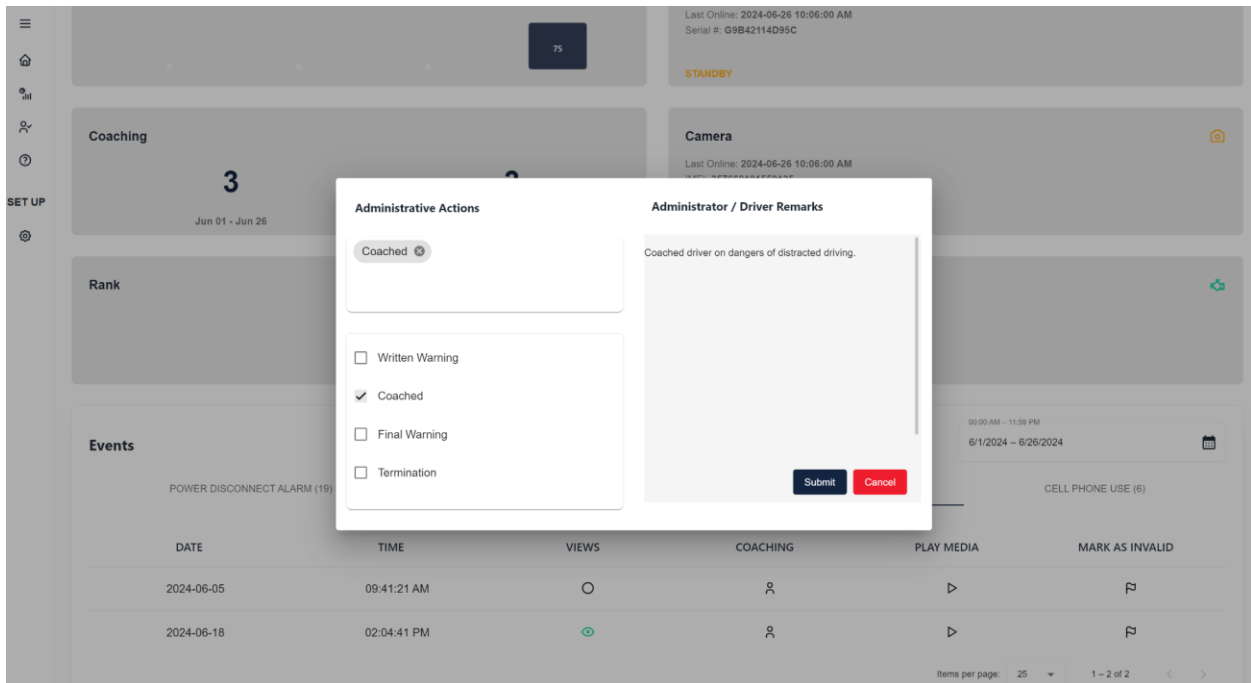 Last Online: 2024-06-26 10:06:00 AM
Serial #: G9B42114D95C
75
STANDBY
Coaching
Camera
Last Online: 2024-06-26 10:06:00 AM
3
SET UP
Jun 01 - Jun 26
Administrative Actions
Administrator / Driver Remarks
Coached
Coached driver on dangers of distracted driving.
Rank
Written Warning
Coached
Final Warning
Termination
Submit
Cancel
Events
00:00 AM – 11:59 PM
6/1/2024 – 6/26/2024
POWER DISCONNECT ALARM (19)
CELL PHONE USE (6)
DATE TIME VIEWS COACHING PLAY MEDIA MARK AS INVALID
2024-06-05 09:41:21 AM
2024-06-18 02:04:41 PM
Items per page: 25 1 – 2 of 2